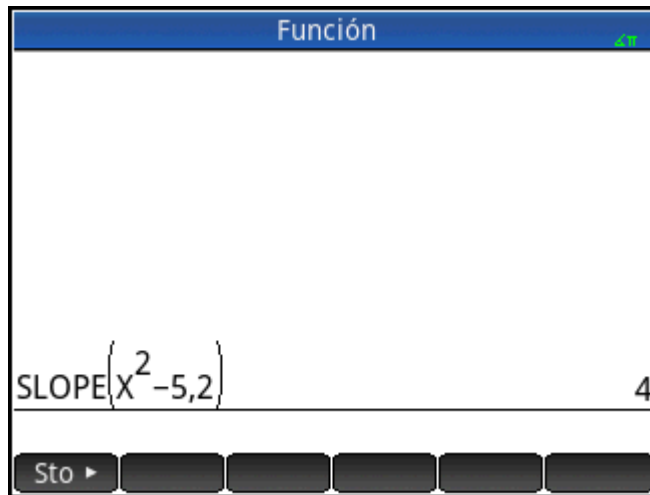 Función
∡π
SLOPE(X²−5,2)
4
Sto ►